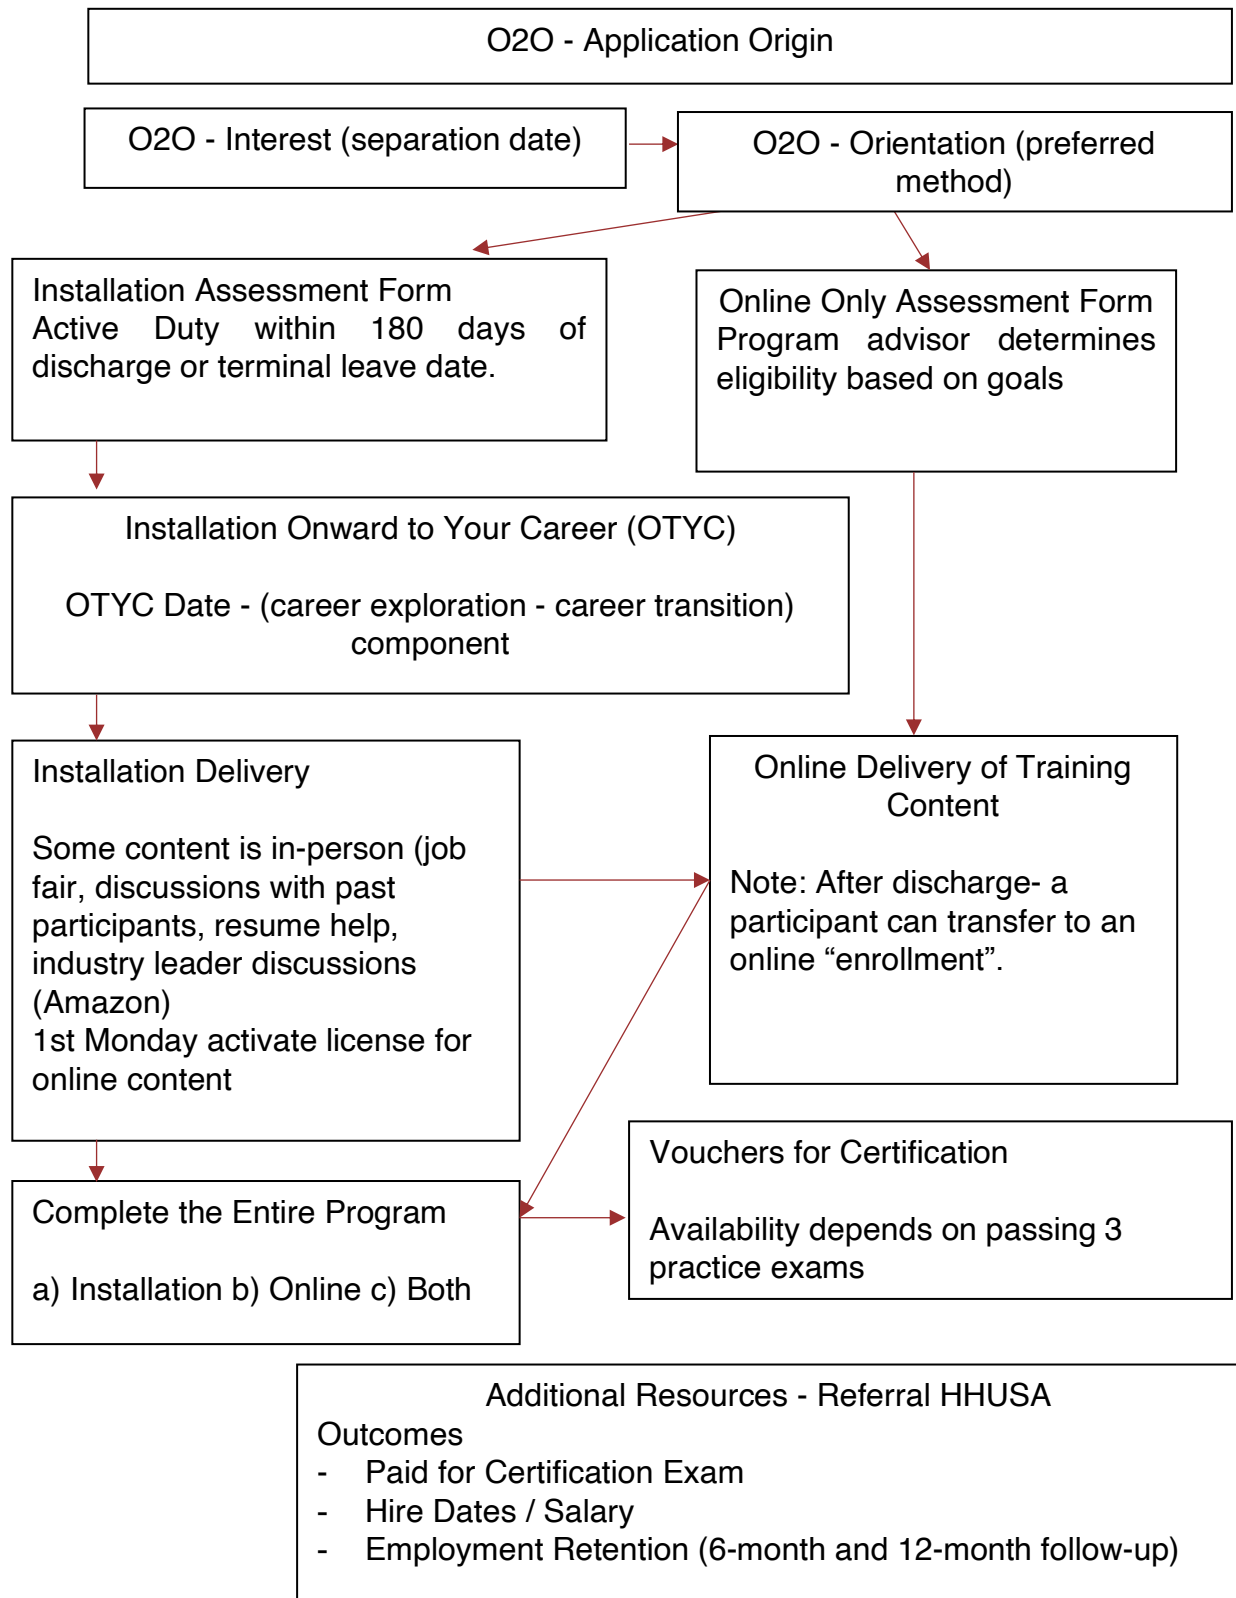 O2O - Application Origin
O2O - Interest (separation date)
O2O - Orientation (preferred
method)
Installation Assessment Form
Active Duty within 180 days of
discharge or terminal leave date.
Online Only Assessment Form
Program advisor determines
eligibility based on goals
Installation Onward to Your Career (OTYC)
OTYC Date - (career exploration - career transition)
component
Installation Delivery
Some content is in-person (job
fair, discussions with past
participants, resume help,
industry leader discussions
(Amazon)
1st Monday activate license for
online content
Online Delivery of Training
Content
Note: After discharge- a
participant can transfer to an
online “enrollment”.
Complete the Entire Program
a) Installation b) Online c) Both
Vouchers for Certification
Availability depends on passing 3
practice exams
Additional Resources - Referral HHUSA
Outcomes
- Paid for Certification Exam
- Hire Dates / Salary
- Employment Retention (6-month and 12-month follow-up)